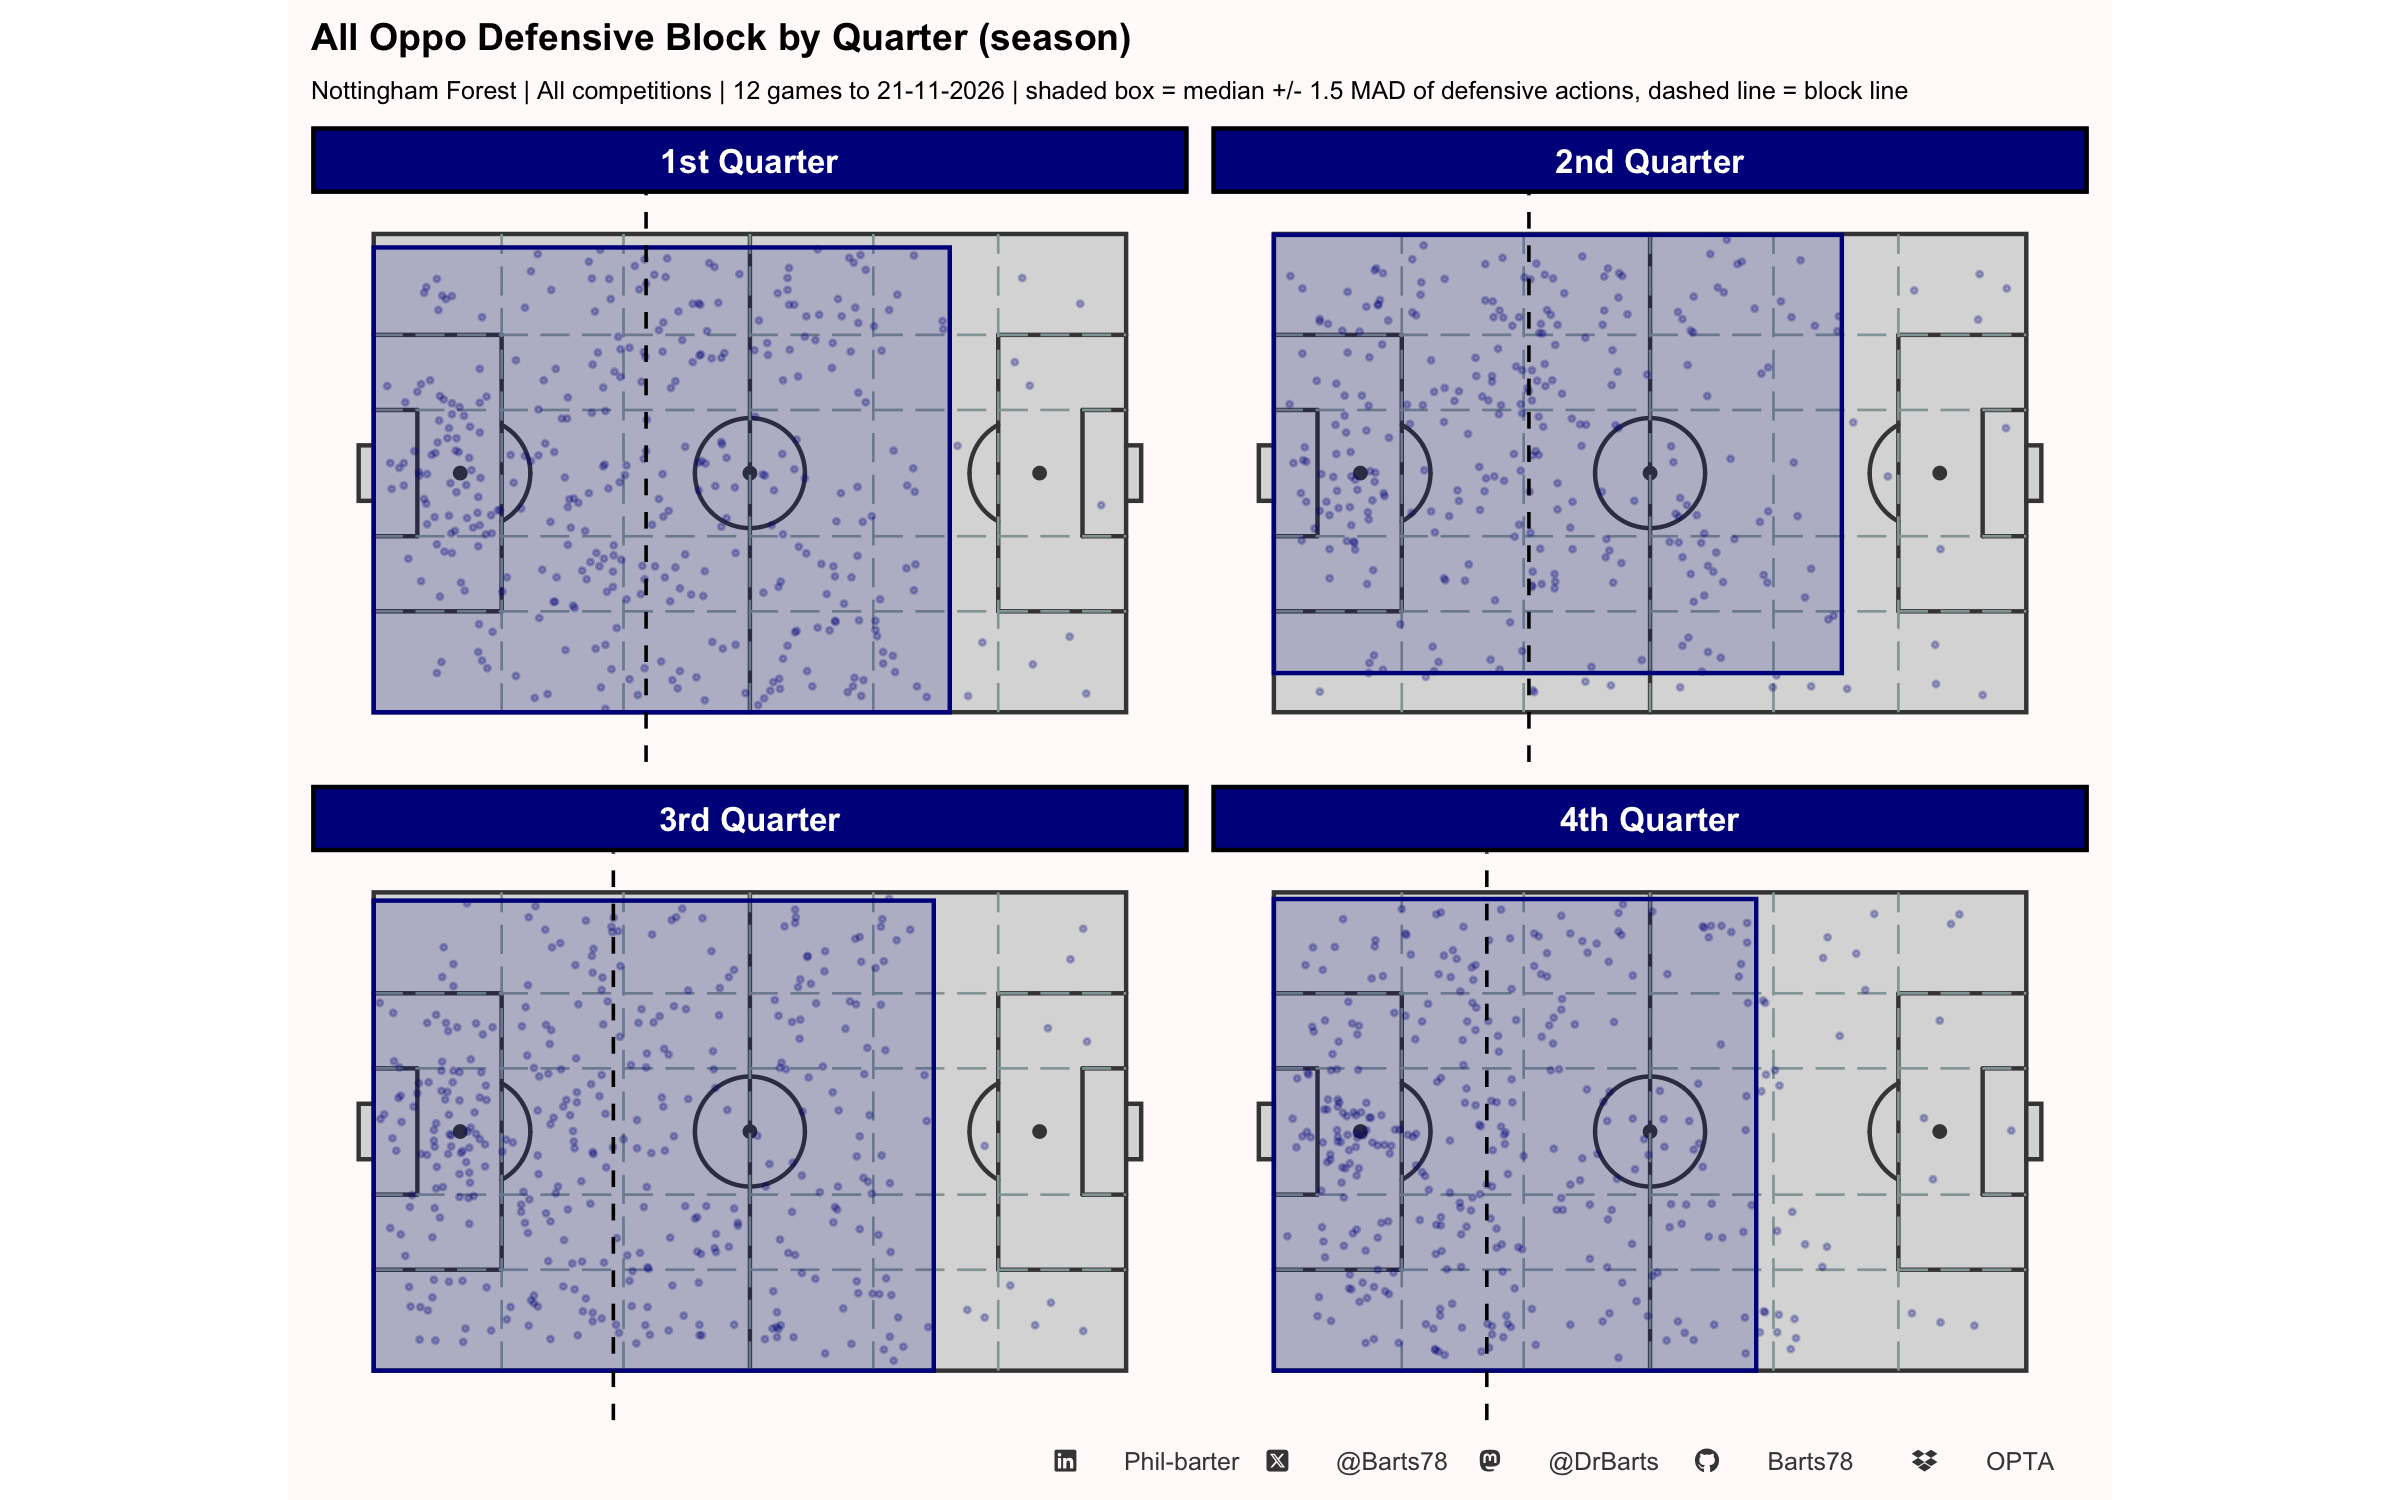 All Oppo Defensive Block by Quarter (season)
Nottingham Forest | All competitions | 12 games to 21-11-2026 | shaded box = median +/- 1.5 MAD of defensive actions, dashed line = block line
1st Quarter
2nd Quarter
3rd Quarter
4th Quarter
Phil-barter @Barts78 @DrBarts Barts78 OPTA